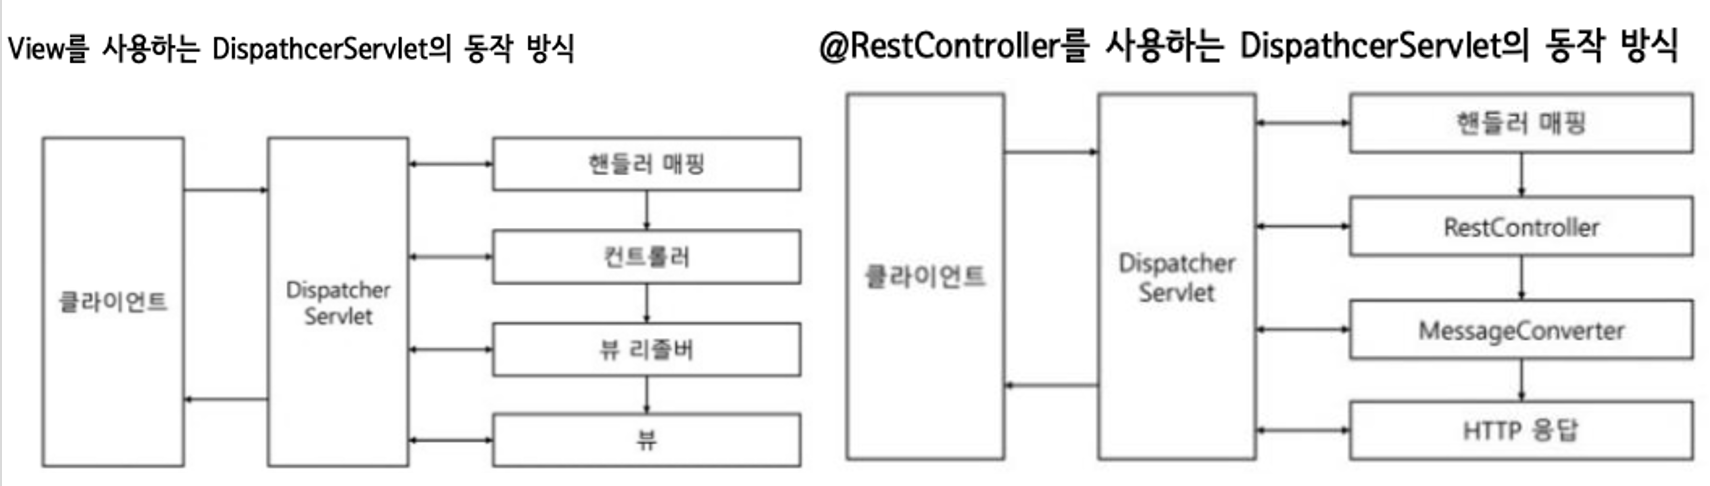 View를 사용하는 DispathcerServlet의 동작 방식
클라이언트
Dispatcher
Servlet
핸들러 매핑
컨트롤러
뷰 리졸버
뷰
@RestController를 사용하는 DispathcerServlet의 동작 방식
클라이언트
Dispatcher
Servlet
핸들러 매핑
RestController
MessageConverter
HTTP 응답